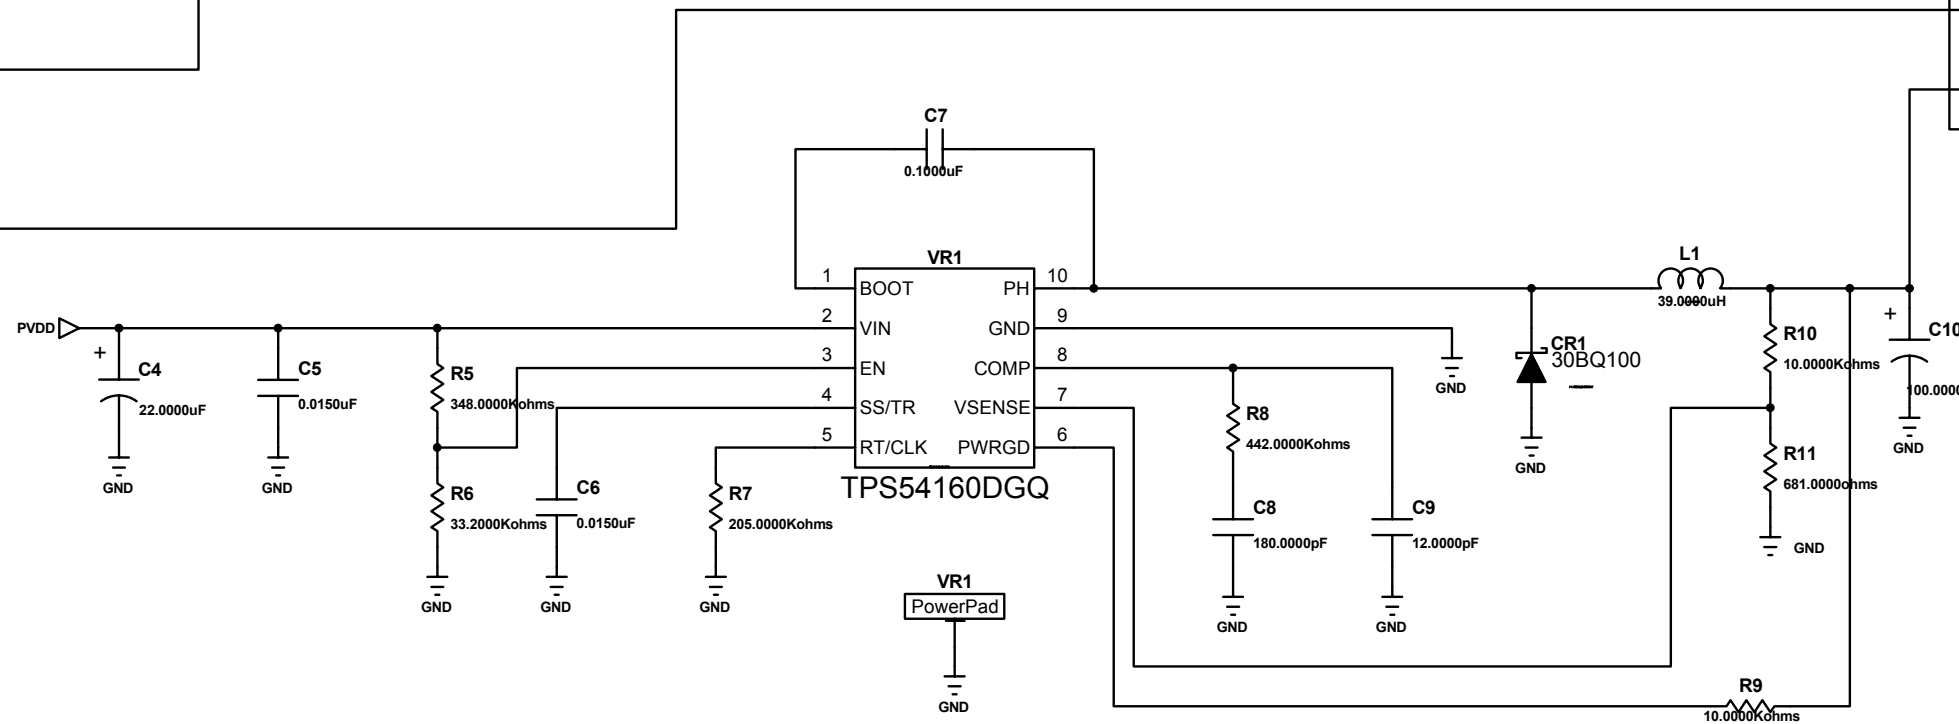 C7
0.1000uF
VR1
1
BOOT
PH
10
2
VIN
GND
9
3
EN
COMP
8
4
SS/TR
VSENSE
7
5
RT/CLK
PWRGD
6
TPS54160DGQ
PVDD
+
C4
22.0000uF
GND
C5
0.0150uF
GND
R5
348.0000Kohms
R6
33.2000Kohms
GND
C6
0.0150uF
GND
R7
205.0000Kohms
GND
VR1
PowerPad
GND
R8
442.0000Kohms
C8
180.0000pF
GND
C9
12.0000pF
GND
GND
CR1
30BQ100
GND
L1
39.0000uH
R10
10.0000Kohms
R11
681.0000ohms
GND
+
C10
100.0000
GND
R9
10.0000Kohms